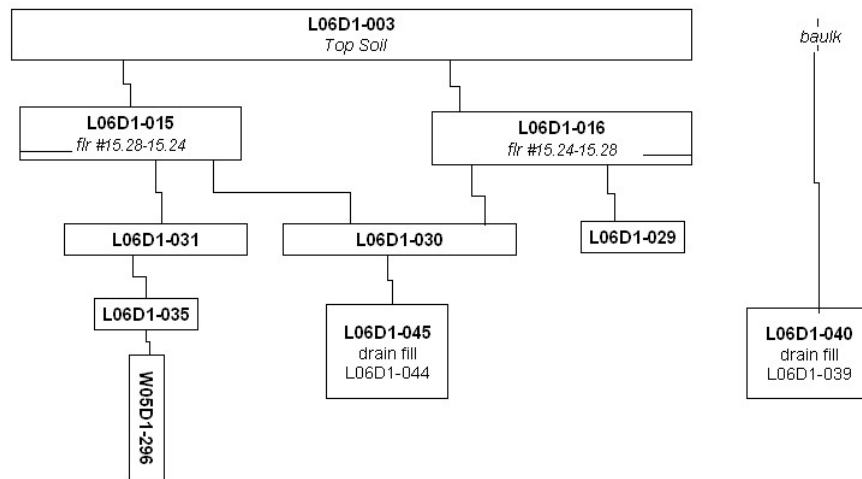 L06D1-003
Top Soil
baulk
L06D1-015
flr #15.28-15.24
L06D1-016
flr #15.24-15.28
L06D1-031
L06D1-030
L06D1-029
L06D1-035
L06D1-045
drain fill
L06D1-044
L06D1-040
drain fill
L06D1-039
W05D1-296